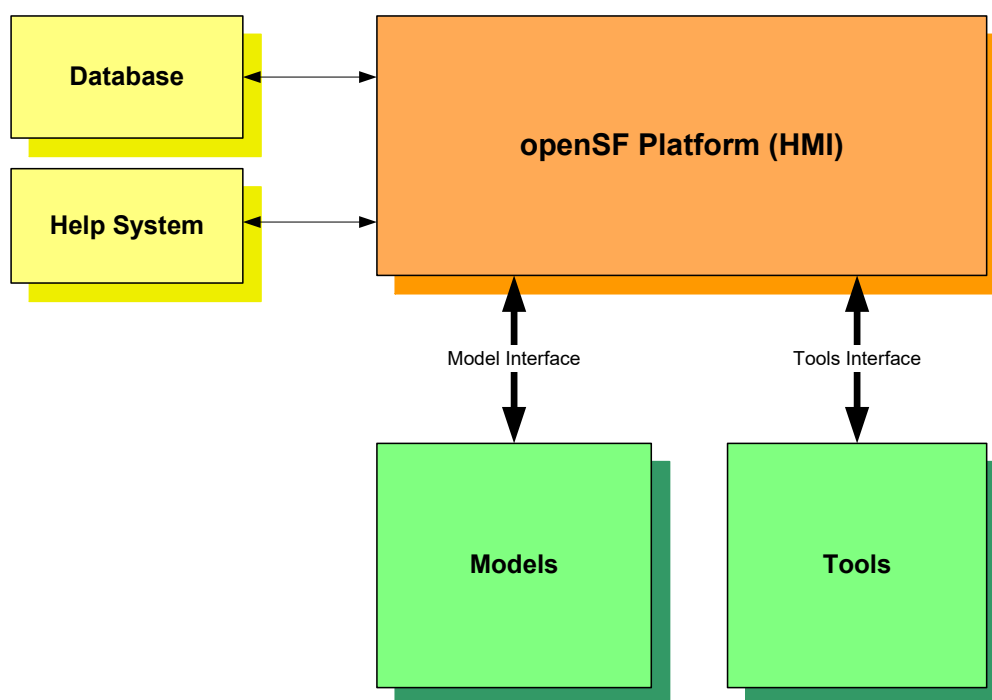 Database
openSF Platform (HMI)
Help System
Model Interface
Tools Interface
Models
Tools